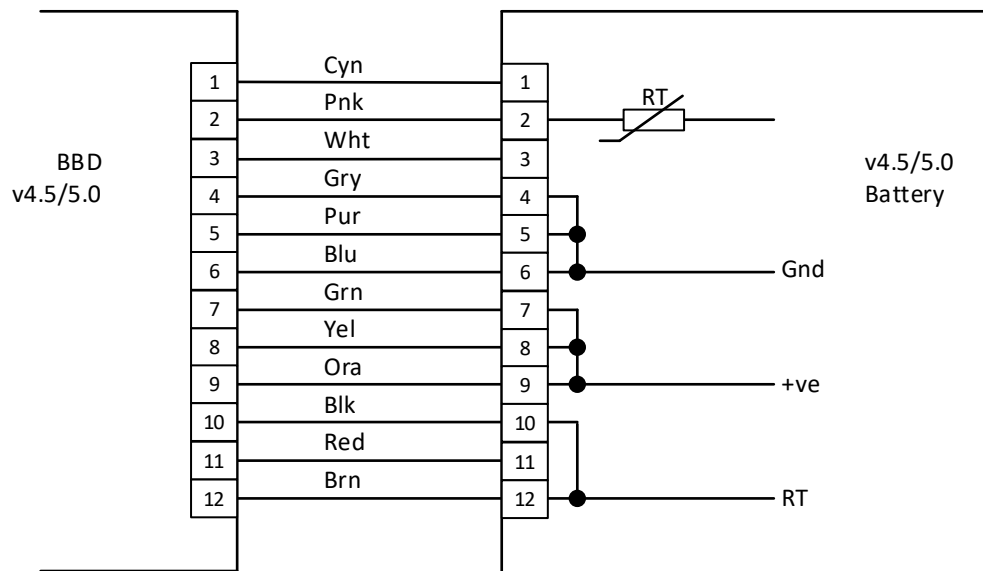 BBD
v4.5/5.0
1 Cyn 1
2 Pnk 2 RT
3 Wht 3
4 Gry 4
5 Pur 5
6 Blu 6 Gnd
7 Grn 7
8 Yel 8
9 Ora 9 +ve
10 Blk 10
11 Red 11
12 Brn 12 RT
v4.5/5.0
Battery